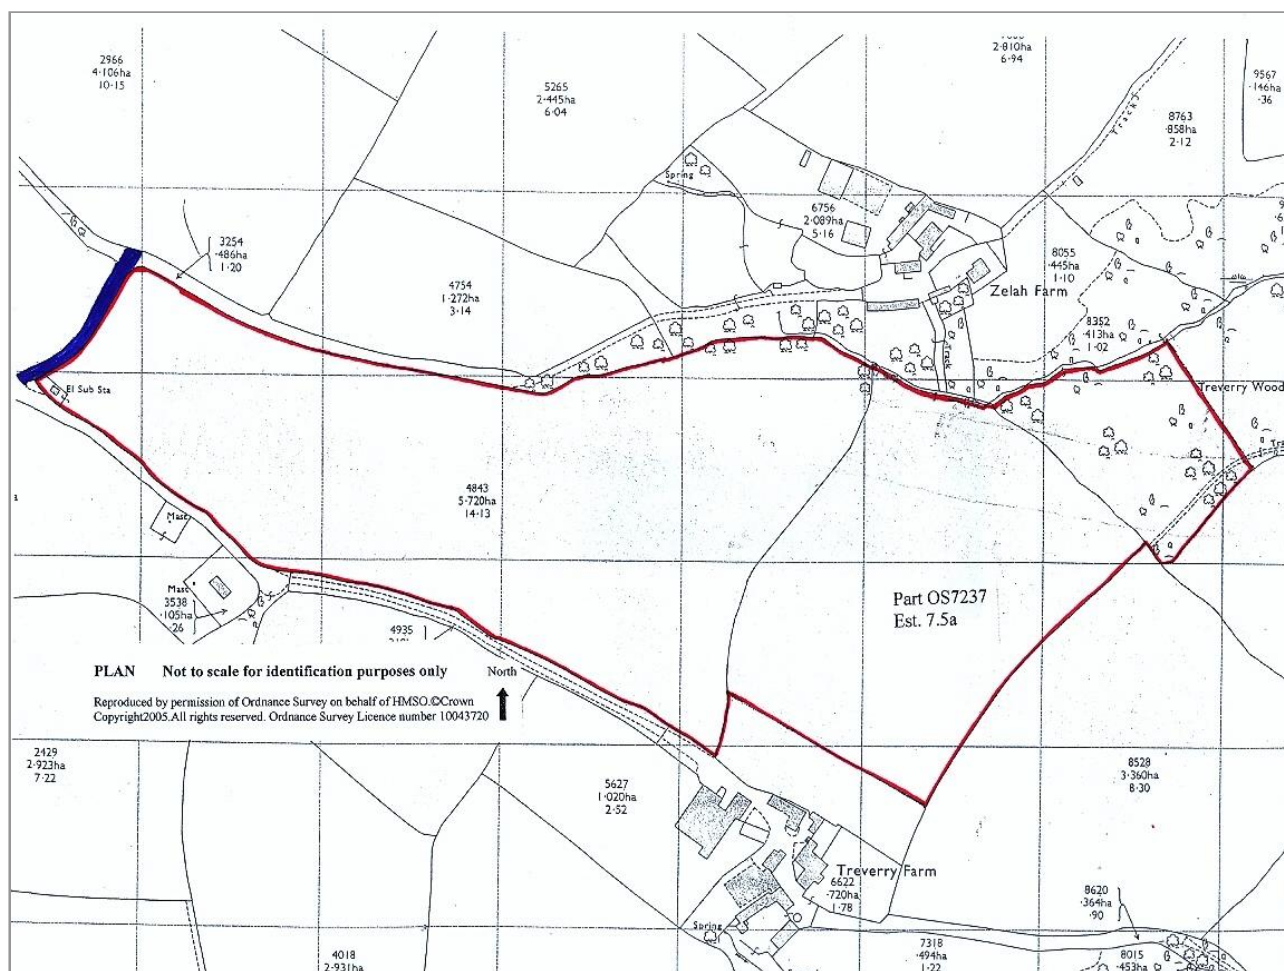 2966
4·106ha
10·15
5265
2·445ha
6·04
2·810ha
6·94
9567
·146ha
·36
8763
·858ha
2·12
Track
Spring
6756
2·089ha
5·16
3254
·486ha
1·20
4754
1·272ha
3·14
8055
·445ha
1·10
Zelah Farm
8352
·413ha
1·02
Track
Treverry Wood
El Sub Sta
4843
5·720ha
14·13
Mast
Mast
3538
·105ha
·26
4935
Part OS7237
Est. 7.5a
PLAN Not to scale for identification purposes only
North
Reproduced by permission of Ordnance Survey on behalf of HMSO.©Crown
Copyright2005.All rights reserved. Ordnance Survey Licence number 10043720
2429
2·923ha
7·22
5627
1·020ha
2·52
8528
3·360ha
8·30
Treverry Farm
6622
·720ha
1·78
8620
·364ha
·90
Spring
4018
2·931ha
7318
·494ha
1·22
8015
·453ha